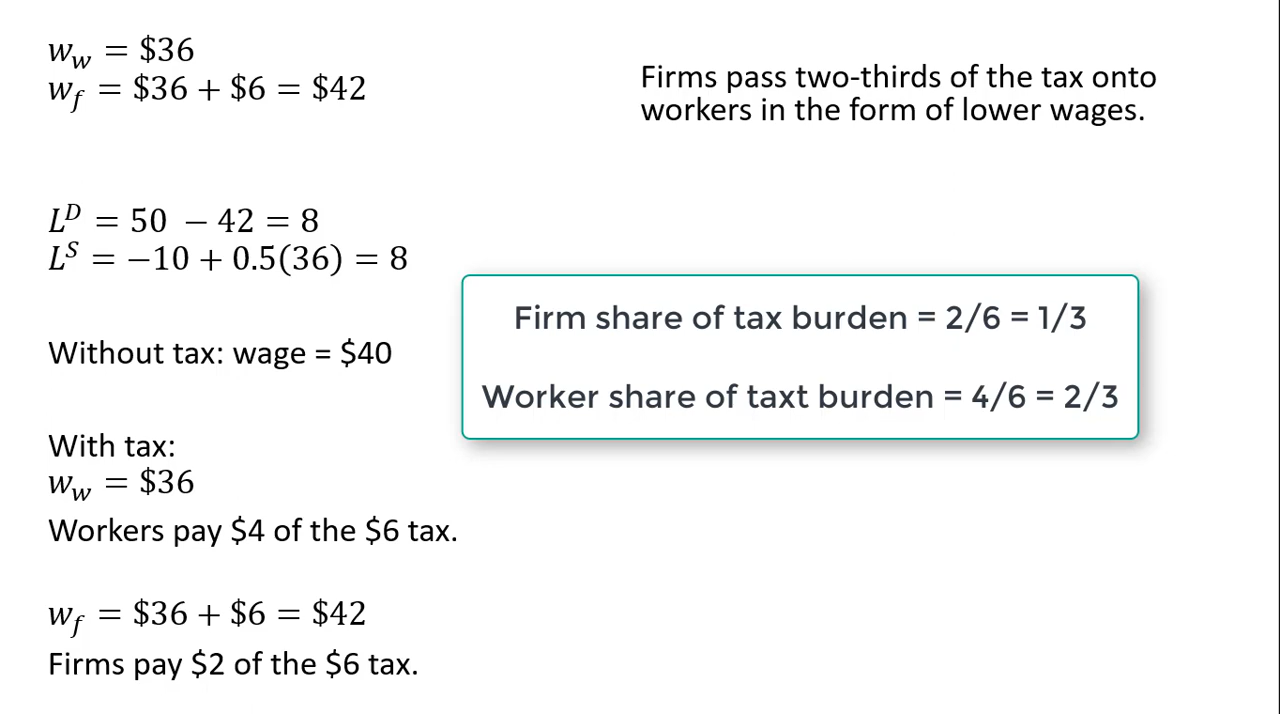 w_w = $36
w_f = $36 + $6 = $42
Firms pass two-thirds of the tax onto
workers in the form of lower wages.
L^D = 50 − 42 = 8
L^S = −10 + 0.5(36) = 8
Firm share of tax burden = 2/6 = 1/3
Without tax: wage = $40
Worker share of taxt burden = 4/6 = 2/3
With tax:
w_w = $36
Workers pay $4 of the $6 tax.
w_f = $36 + $6 = $42
Firms pay $2 of the $6 tax.